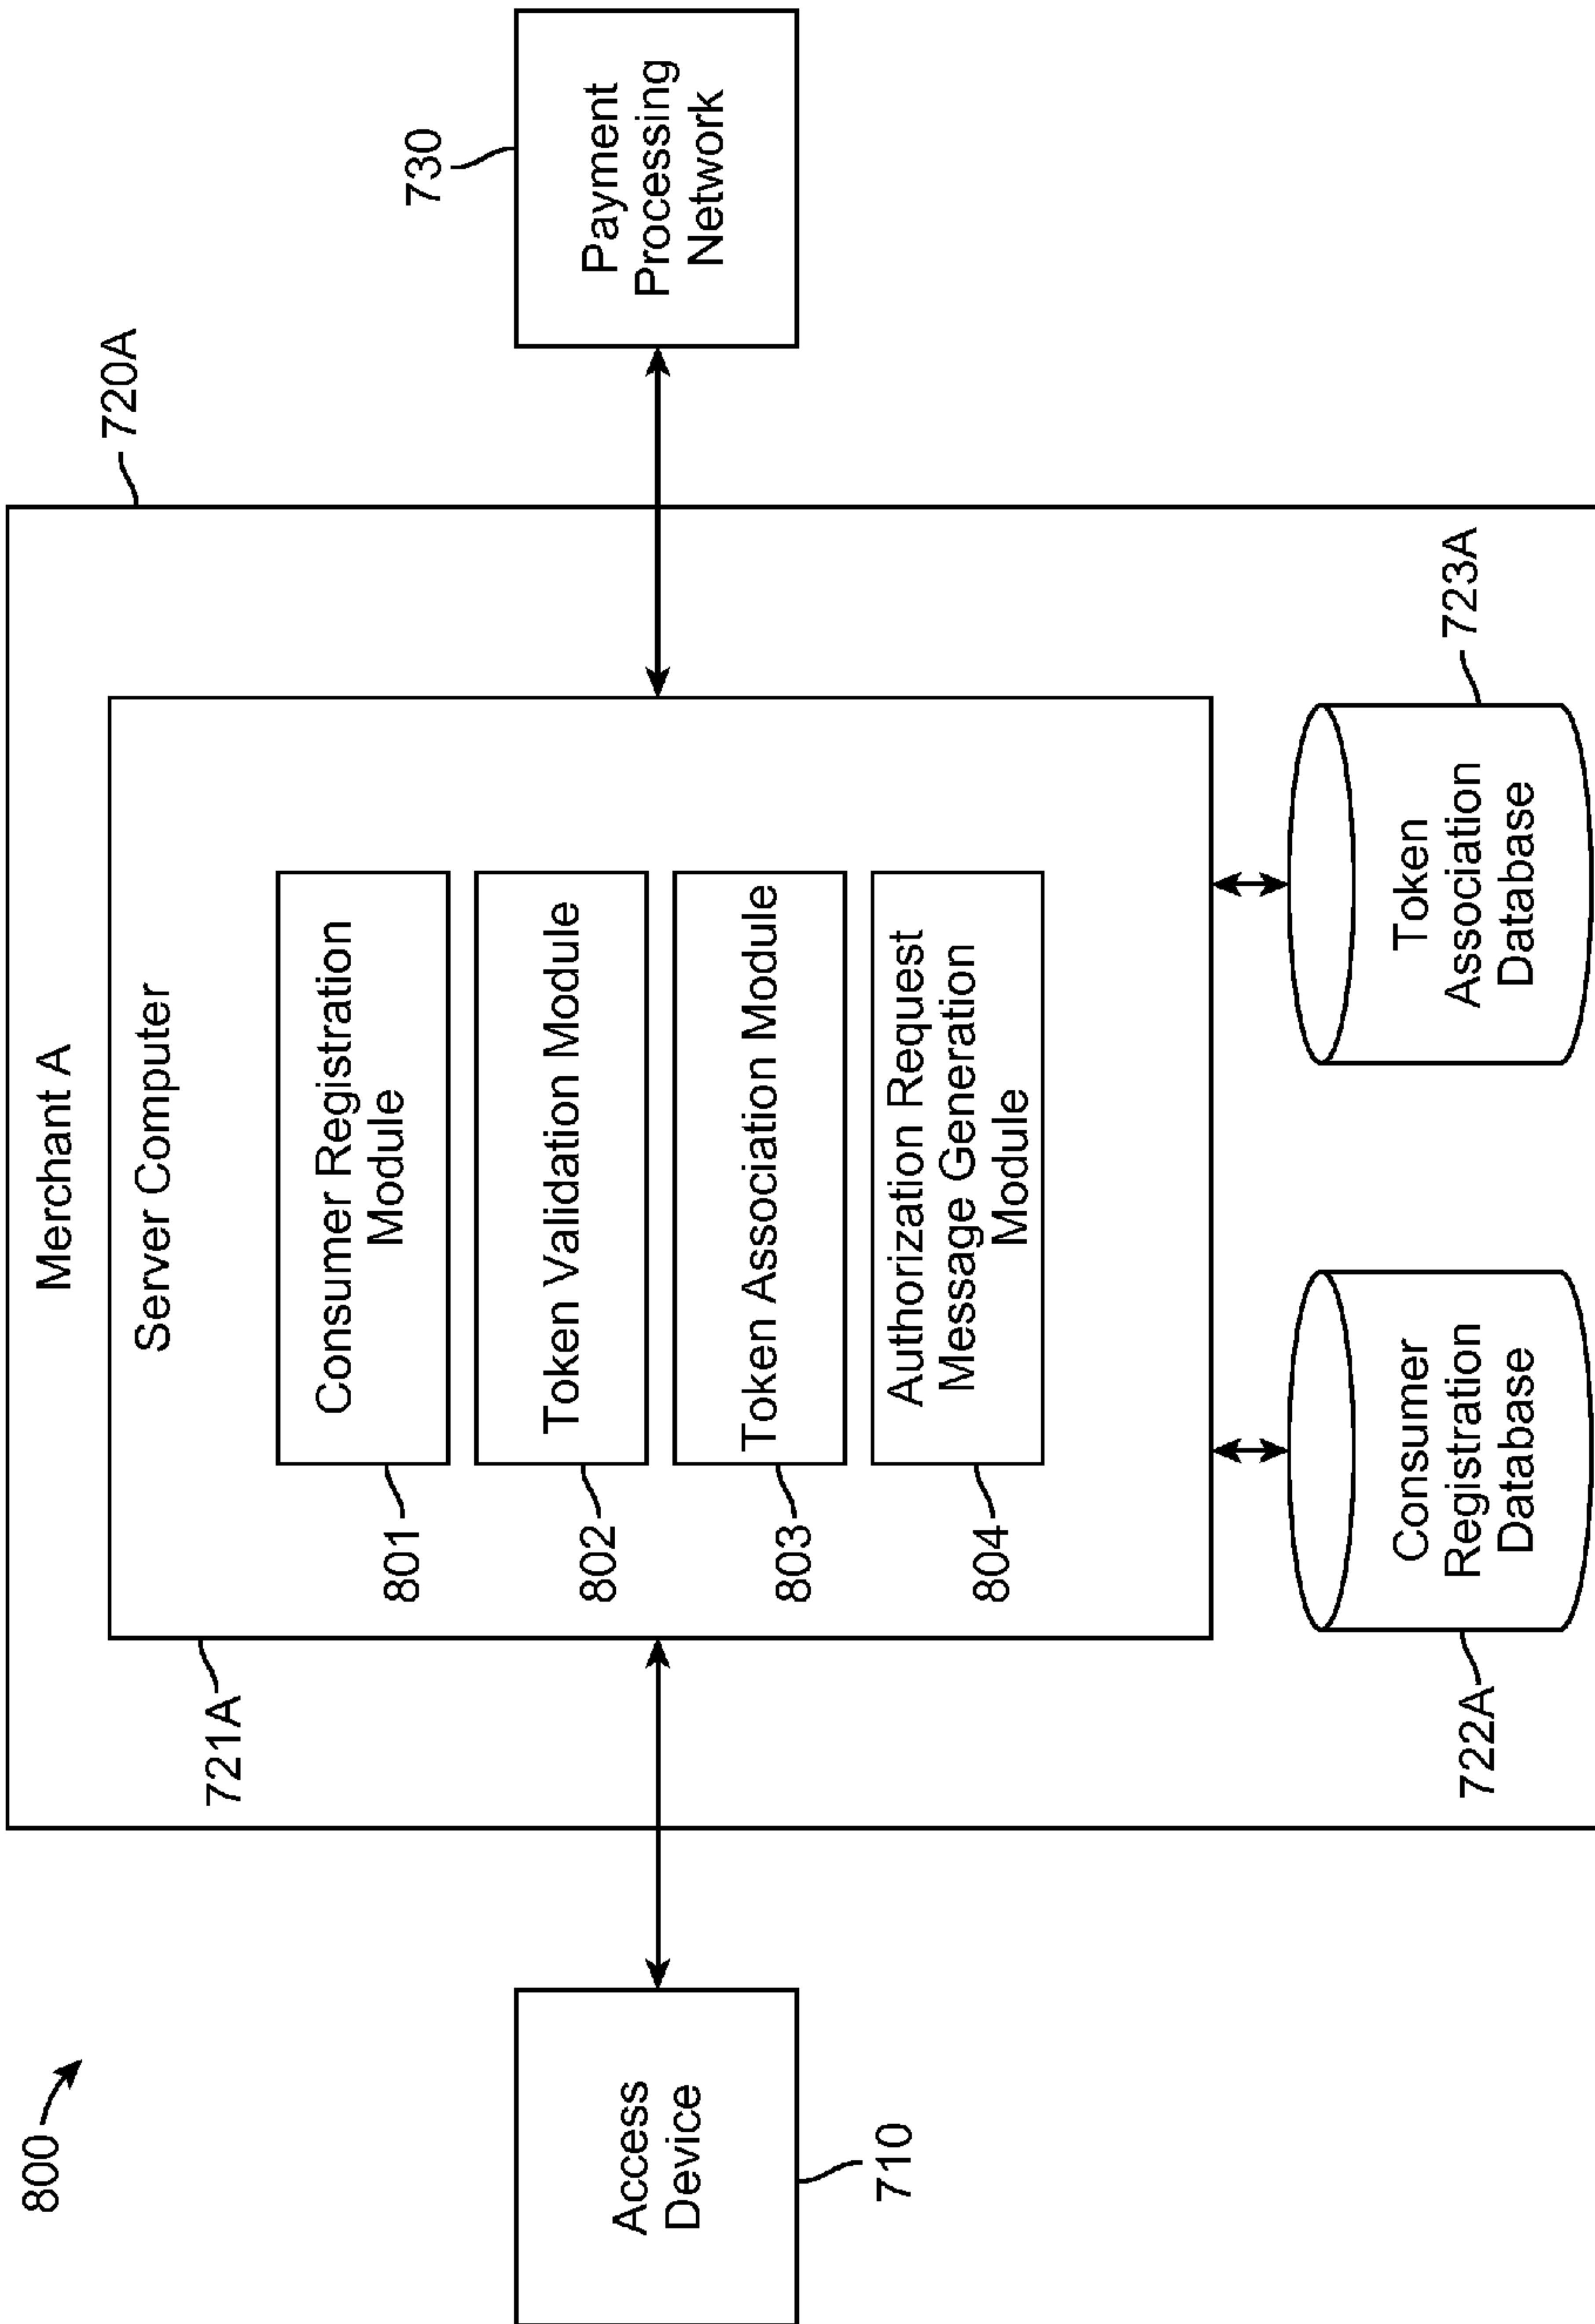 800
Merchant A
720A
Server Computer
721A
Consumer Registration
Module
801
Token Validation Module
802
Token Association Module
803
Authorization Request
Message Generation
Module
804
Access
Device
710
Payment
Processing
Network
730
Consumer
Registration
Database
722A
Token
Association
Database
723A